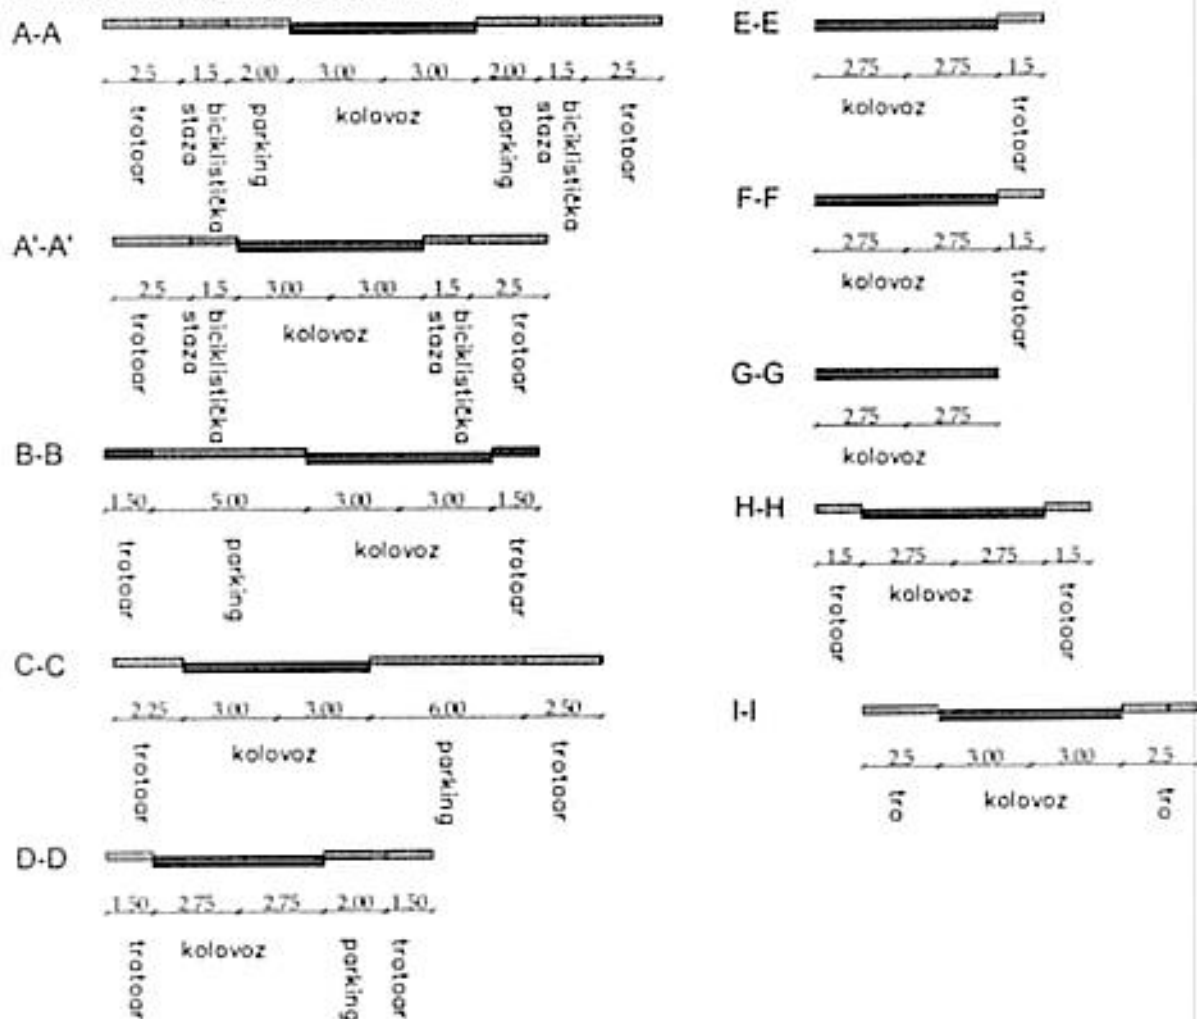 A-A
2.5 1.5 2.00 3.00 3.00 2.00 1.5 2.5
trotoar
staza
biciklistička
parking
kolovoz
parking
staza
biciklistička
trotoar
A'-A'
2.5 1.5 3.00 3.00 1.5 2.5
trotoar
staza
biciklistička
kolovoz
staza
biciklistička
trotoar
B-B
1.50 5.00 3.00 3.00 1.50
trotoar
parking
kolovoz
trotoar
C-C
2.25 3.00 3.00 6.00 2.50
trotoar
kolovoz
parking
trotoar
D-D
1.50 2.75 2.75 2.00 1.50
trotoar
kolovoz
parking
trotoar
E-E
2.75 2.75 1.5
kolovoz
trotoar
F-F
2.75 2.75 1.5
kolovoz
trotoar
G-G
2.75 2.75
kolovoz
H-H
1.5 2.75 2.75 1.5
trotoar
kolovoz
trotoar
I-I
2.5 3.00 3.00 2.5
tro
kolovoz
tro